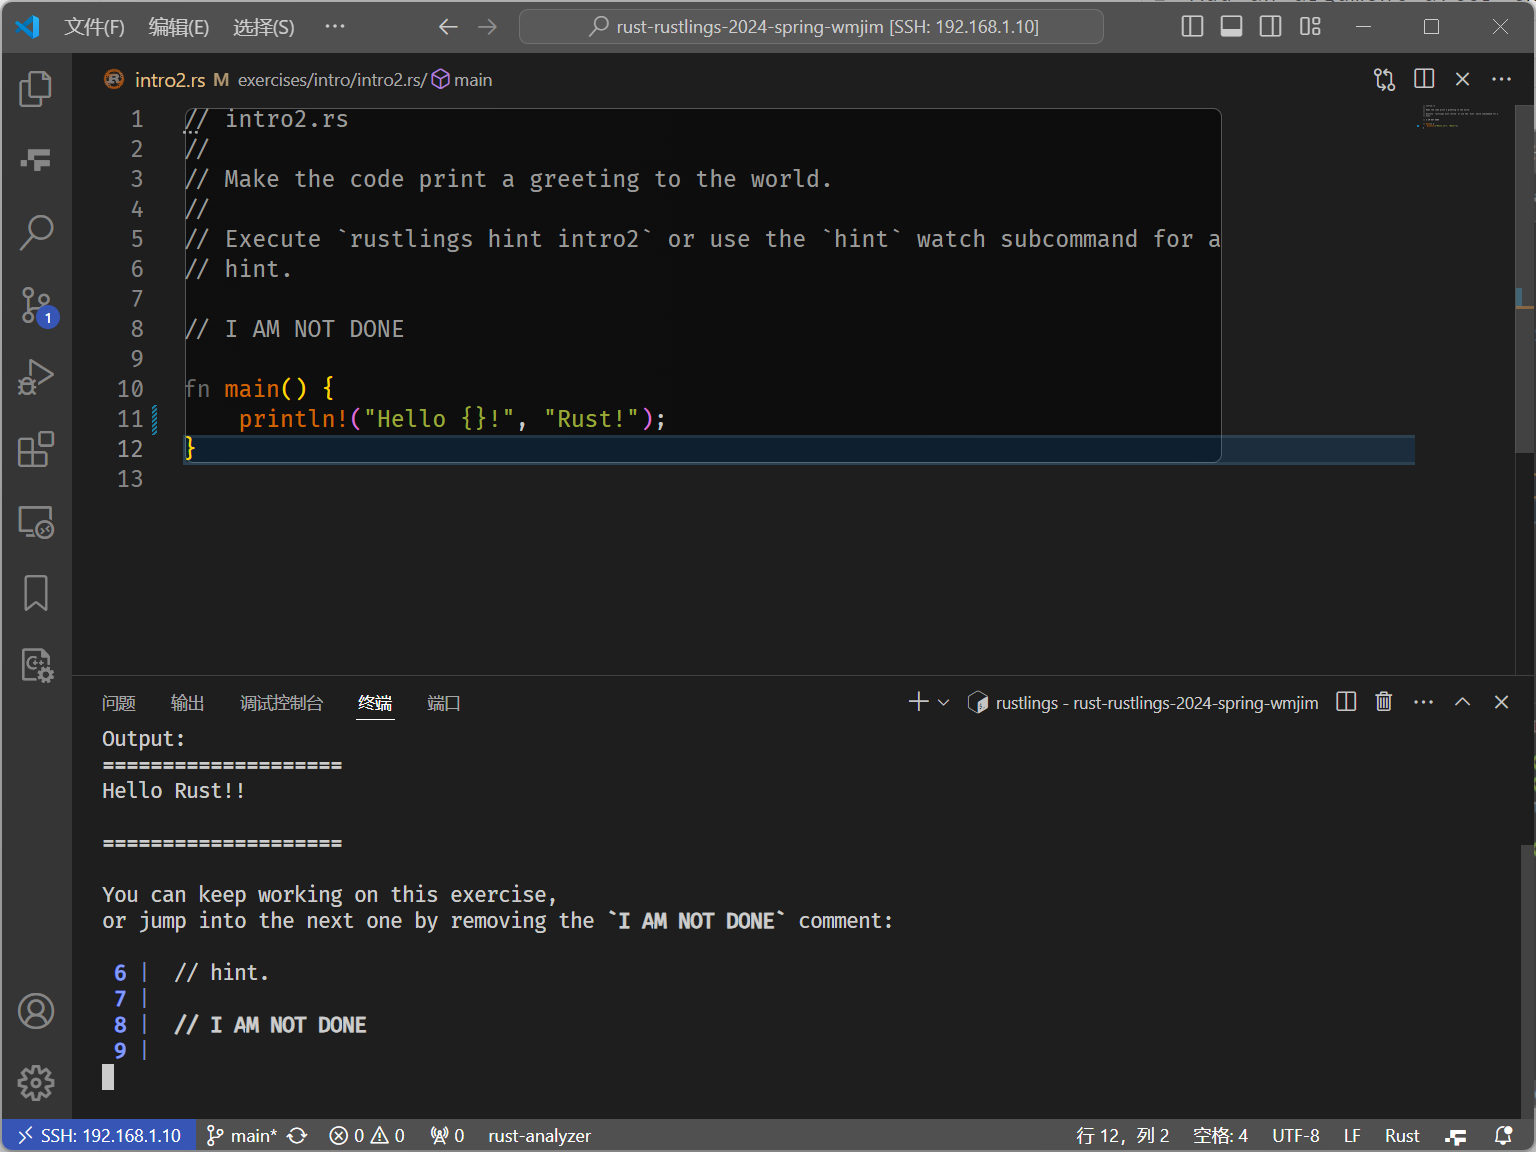 文件(F) 编辑(E) 选择(S) ··· rust-rustlings-2024-spring-wmjim [SSH: 192.168.1.10]
intro2.rs M exercises/intro/intro2.rs/ main
1 // intro2.rs
2 //
3 // Make the code print a greeting to the world.
4 //
5 // Execute `rustlings hint intro2` or use the `hint` watch subcommand for a
6 // hint.
7
8 // I AM NOT DONE
9
10 fn main() {
11 println!("Hello {}!", "Rust!");
12 }
13
1
问题 输出 调试控制台 终端 端口 rustlings - rust-rustlings-2024-spring-wmjim
Output:
====================
Hello Rust!!
====================
You can keep working on this exercise,
or jump into the next one by removing the `I AM NOT DONE` comment:
6 | // hint.
7 |
8 | // I AM NOT DONE
9 |
SSH: 192.168.1.10 main* 0 0 0 rust-analyzer 行 12，列 2 空格: 4 UTF-8 LF Rust